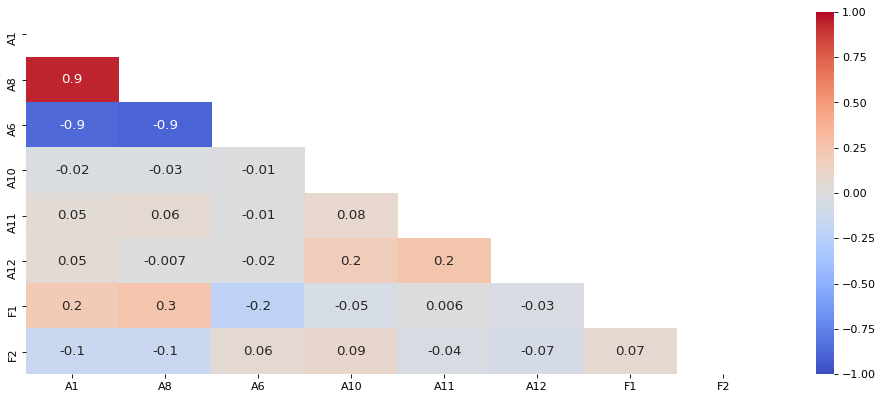 A1
A8 0.9
A6 -0.9 -0.9
A10 -0.02 -0.03 -0.01
A11 0.05 0.06 -0.01 0.08
A12 0.05 -0.007 -0.02 0.2 0.2
F1 0.2 0.3 -0.2 -0.05 0.006 -0.03
F2 -0.1 -0.1 0.06 0.09 -0.04 -0.07 0.07
A1 A8 A6 A10 A11 A12 F1 F2
1.00
0.75
0.50
0.25
0.00
−0.25
−0.50
−0.75
−1.00